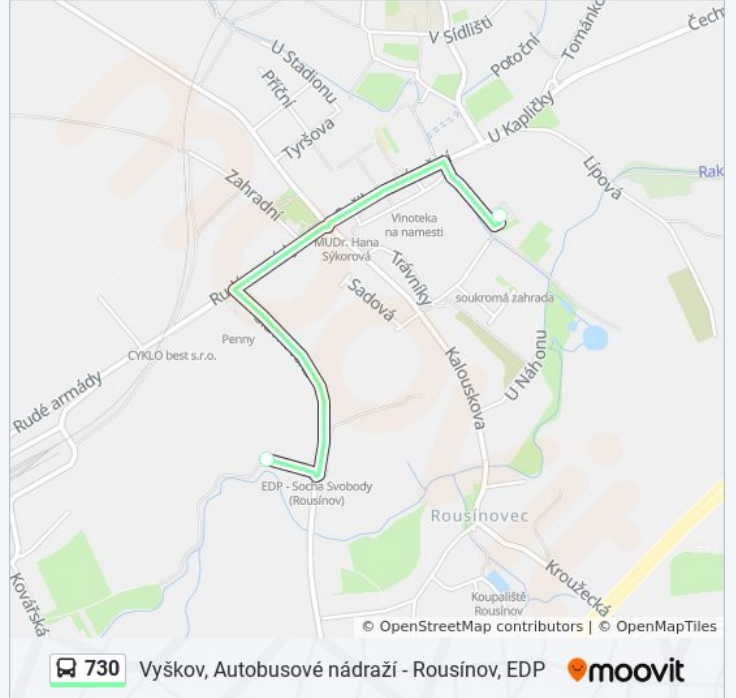 Čech
V Sídlišti
Tománko
Potoční
U Stadionu
Příční
U Kapličky
Tyršova
Lípová
Rak
Zahradní
Vinoteka
na namesti
MUDr. Hana
Sýkorová
Trávníky
Sadová
soukromá zahrada
Rudé
Penny
CYKLO best s.r.o.
Kalouskova
U Náhonu
Rudé armády
EDP - Socha Svobody
(Rousínov)
Rousínovec
Kroužecká
Kovářská
Koupaliště
Rousínov
© OpenStreetMap contributors | © OpenMapTiles
730 Vyškov, Autobusové nádraží - Rousínov, EDP moovit